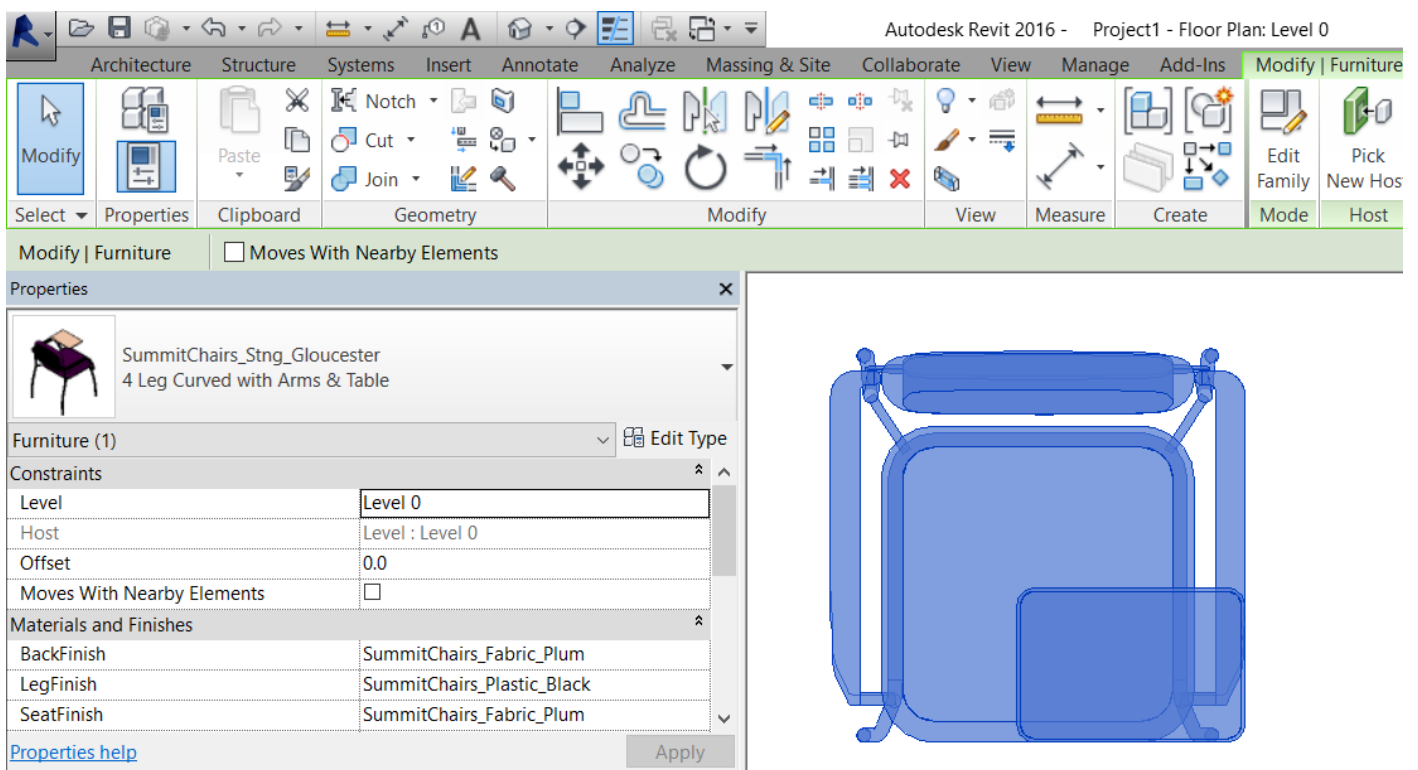 Autodesk Revit 2016 - Project1 - Floor Plan: Level 0
Architecture Structure Systems Insert Annotate Analyze Massing & Site Collaborate View Manage Add-Ins Modify | Furniture
Modify
Paste
Notch
Cut
Join
Edit Family
Pick New Host
Select Properties Clipboard Geometry Modify View Measure Create Mode Host
Modify | Furniture Moves With Nearby Elements
Properties
SummitChairs_Stng_Gloucester
4 Leg Curved with Arms & Table
Furniture (1) Edit Type
Constraints
Level Level 0
Host Level : Level 0
Offset 0.0
Moves With Nearby Elements
Materials and Finishes
BackFinish SummitChairs_Fabric_Plum
LegFinish SummitChairs_Plastic_Black
SeatFinish SummitChairs_Fabric_Plum
Properties help Apply